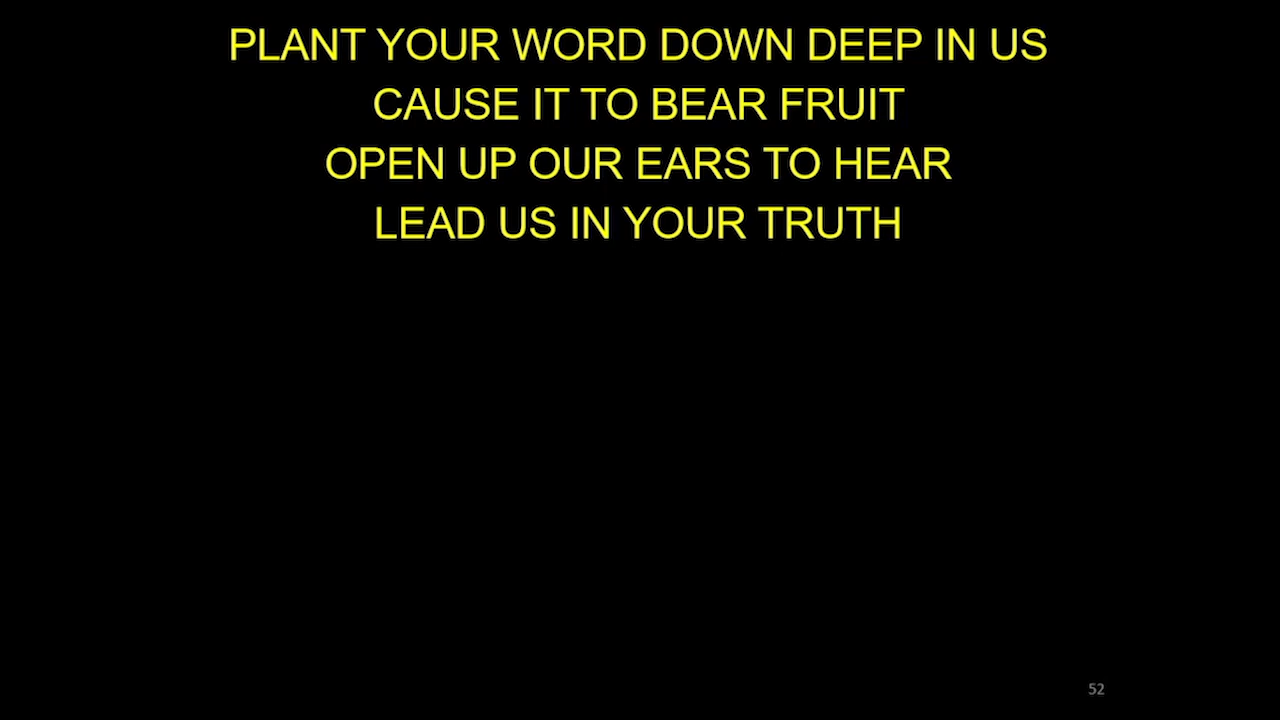 PLANT YOUR WORD DOWN DEEP IN US
CAUSE IT TO BEAR FRUIT
OPEN UP OUR EARS TO HEAR
LEAD US IN YOUR TRUTH
52